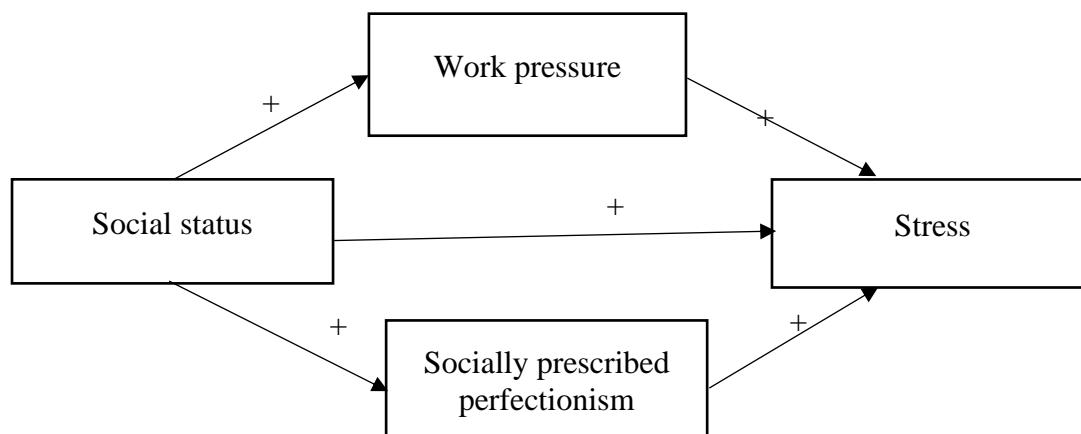 Work pressure
+
+
Social status
+
Stress
+
+
Socially prescribed
perfectionism